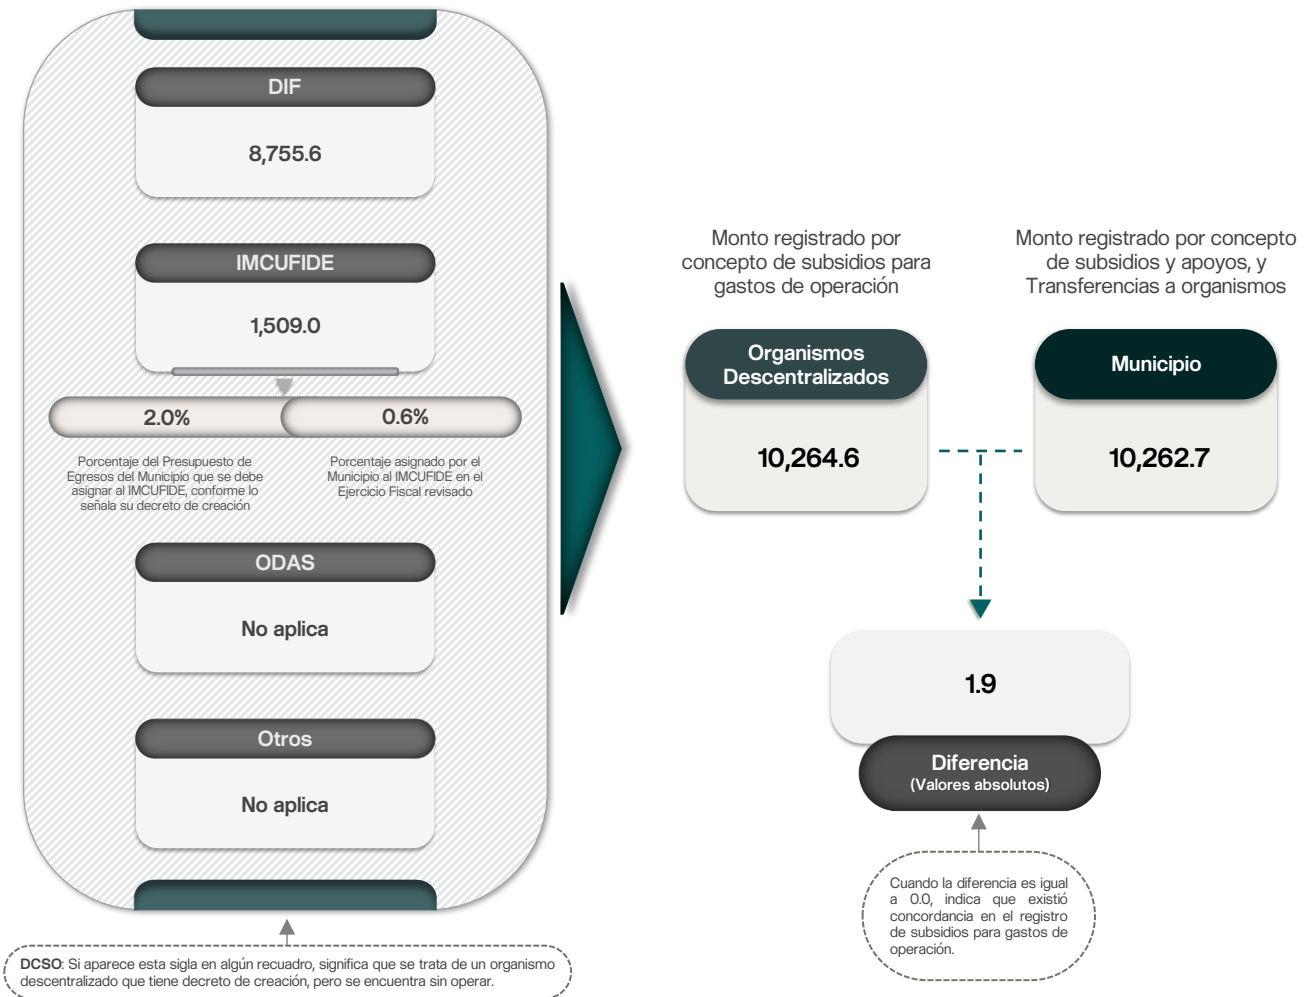 DIF
8,755.6
IMCUFIDE
1,509.0
2.0%
0.6%
Porcentaje del Presupuesto de
Egresos del Municipio que se debe
asignar al IMCUFIDE, conforme lo
señala su decreto de creación
Porcentaje asignado por el
Municipio al IMCUFIDE en el
Ejercicio Fiscal revisado
ODAS
No aplica
Otros
No aplica
DCSO: Si aparece esta sigla en algún recuadro, significa que se trata de un organismo
descentralizado que tiene decreto de creación, pero se encuentra sin operar.
Monto registrado por
concepto de subsidios para
gastos de operación
Organismos
Descentralizados
10,264.6
Monto registrado por concepto
de subsidios y apoyos, y
Transferencias a organismos
Municipio
10,262.7
1.9
Diferencia
(Valores absolutos)
Cuando la diferencia es igual
a 0.0, indica que existió
concordancia en el registro
de subsidios para gastos de
operación.